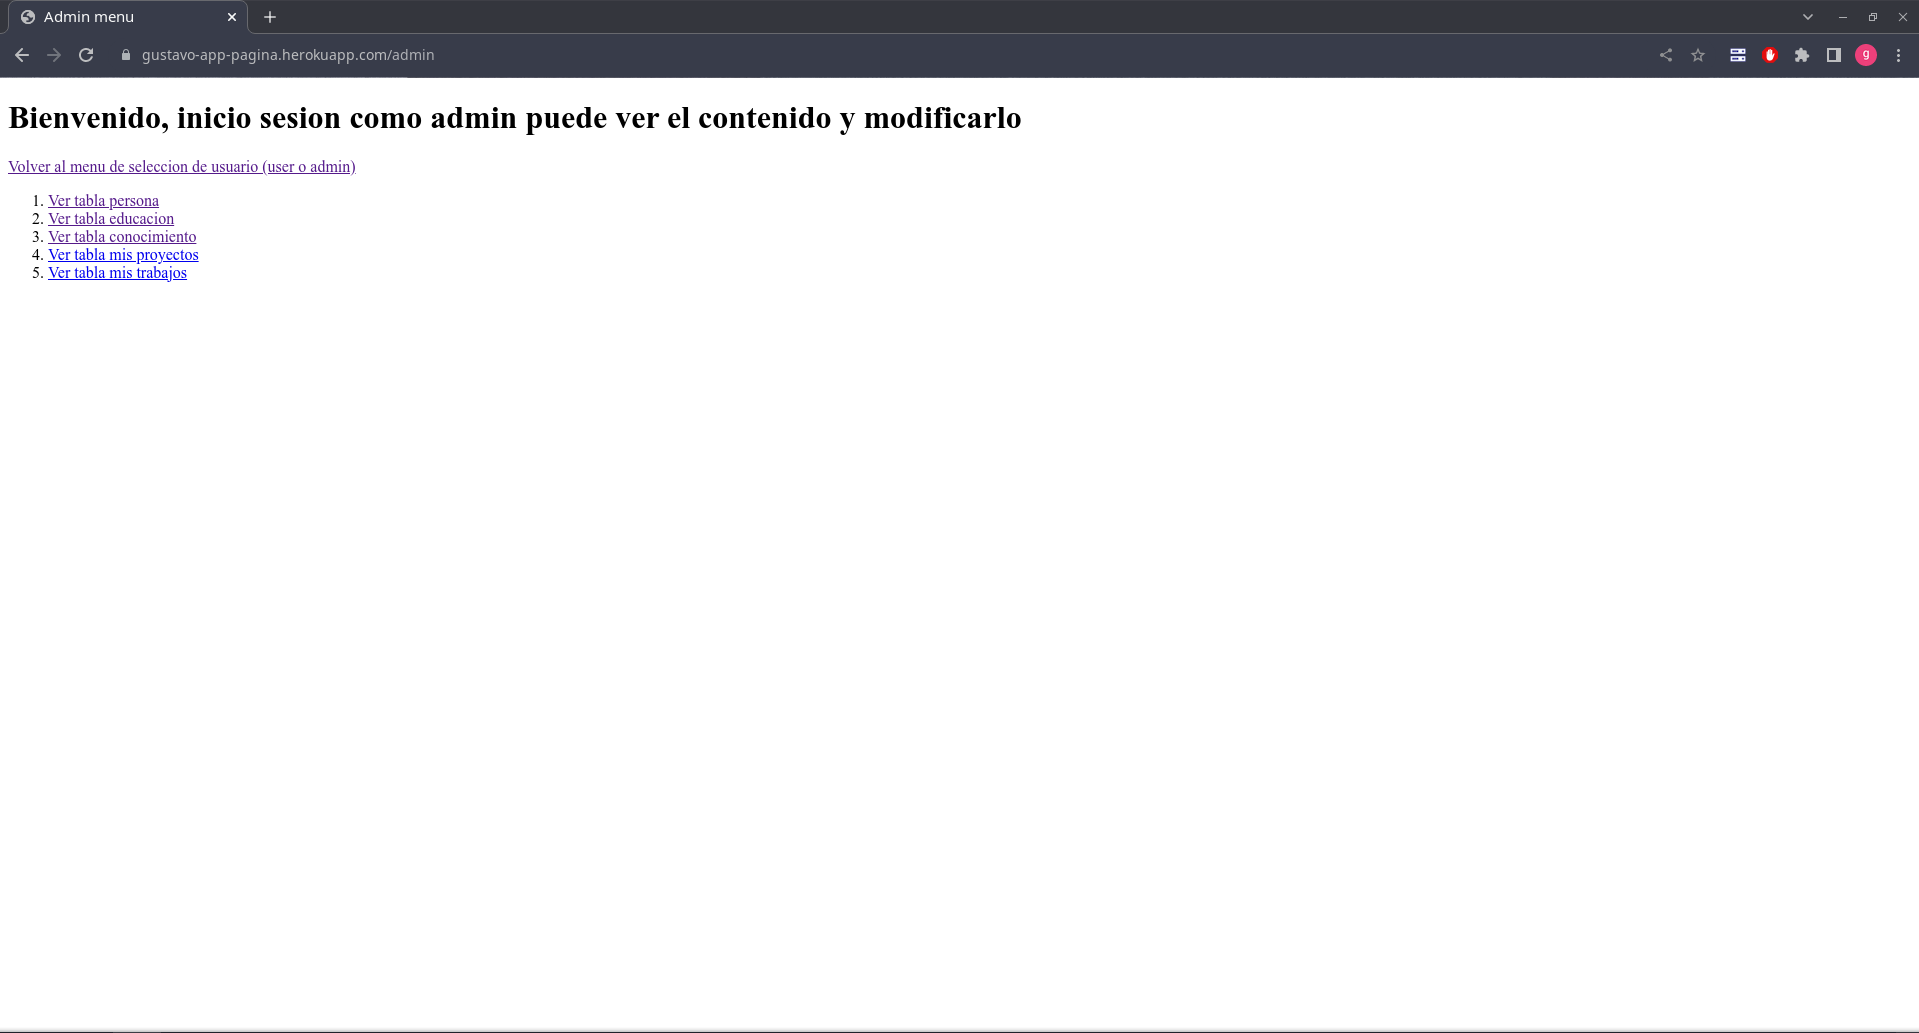 Admin menu
gustavo-app-pagina.herokuapp.com/admin
g
Bienvenido, inicio sesion como admin puede ver el contenido y modificarlo
Volver al menu de seleccion de usuario (user o admin)
1. Ver tabla persona
2. Ver tabla educacion
3. Ver tabla conocimiento
4. Ver tabla mis proyectos
5. Ver tabla mis trabajos